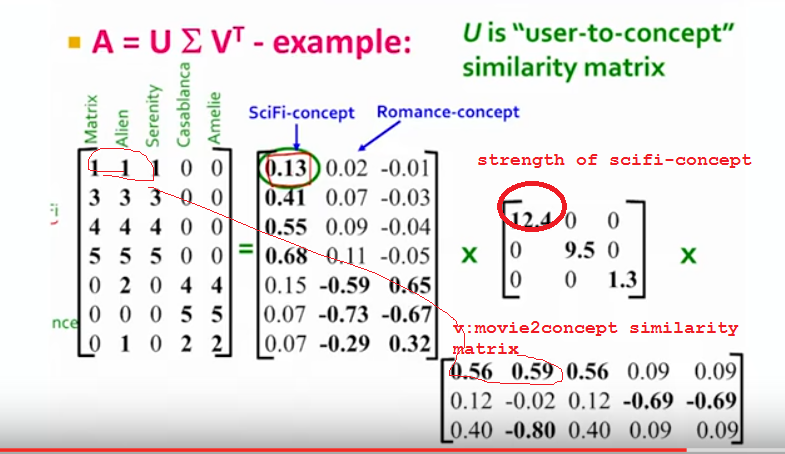 A = U Σ Vᵀ - example:
U is “user-to-concept”
similarity matrix
Matrix
Alien
Serenity
Casablanca
Amelie
SciFi-concept
Romance-concept
strength of scifi-concept
1 1 1 0 0
3 3 3 0 0
4 4 4 0 0
5 5 5 0 0
0 2 0 4 4
0 0 0 5 5
0 1 0 2 2
=
0.13 0.02 -0.01
0.41 0.07 -0.03
0.55 0.09 -0.04
0.68 0.11 -0.05
0.15 -0.59 0.65
0.07 -0.73 -0.67
0.07 -0.29 0.32
x
12.4 0 0
0 9.5 0
0 0 1.3
x
v:movie2concept similarity
matrix
0.56 0.59 0.56 0.09 0.09
0.12 -0.02 0.12 -0.69 -0.69
0.40 -0.80 0.40 0.09 0.09
nce